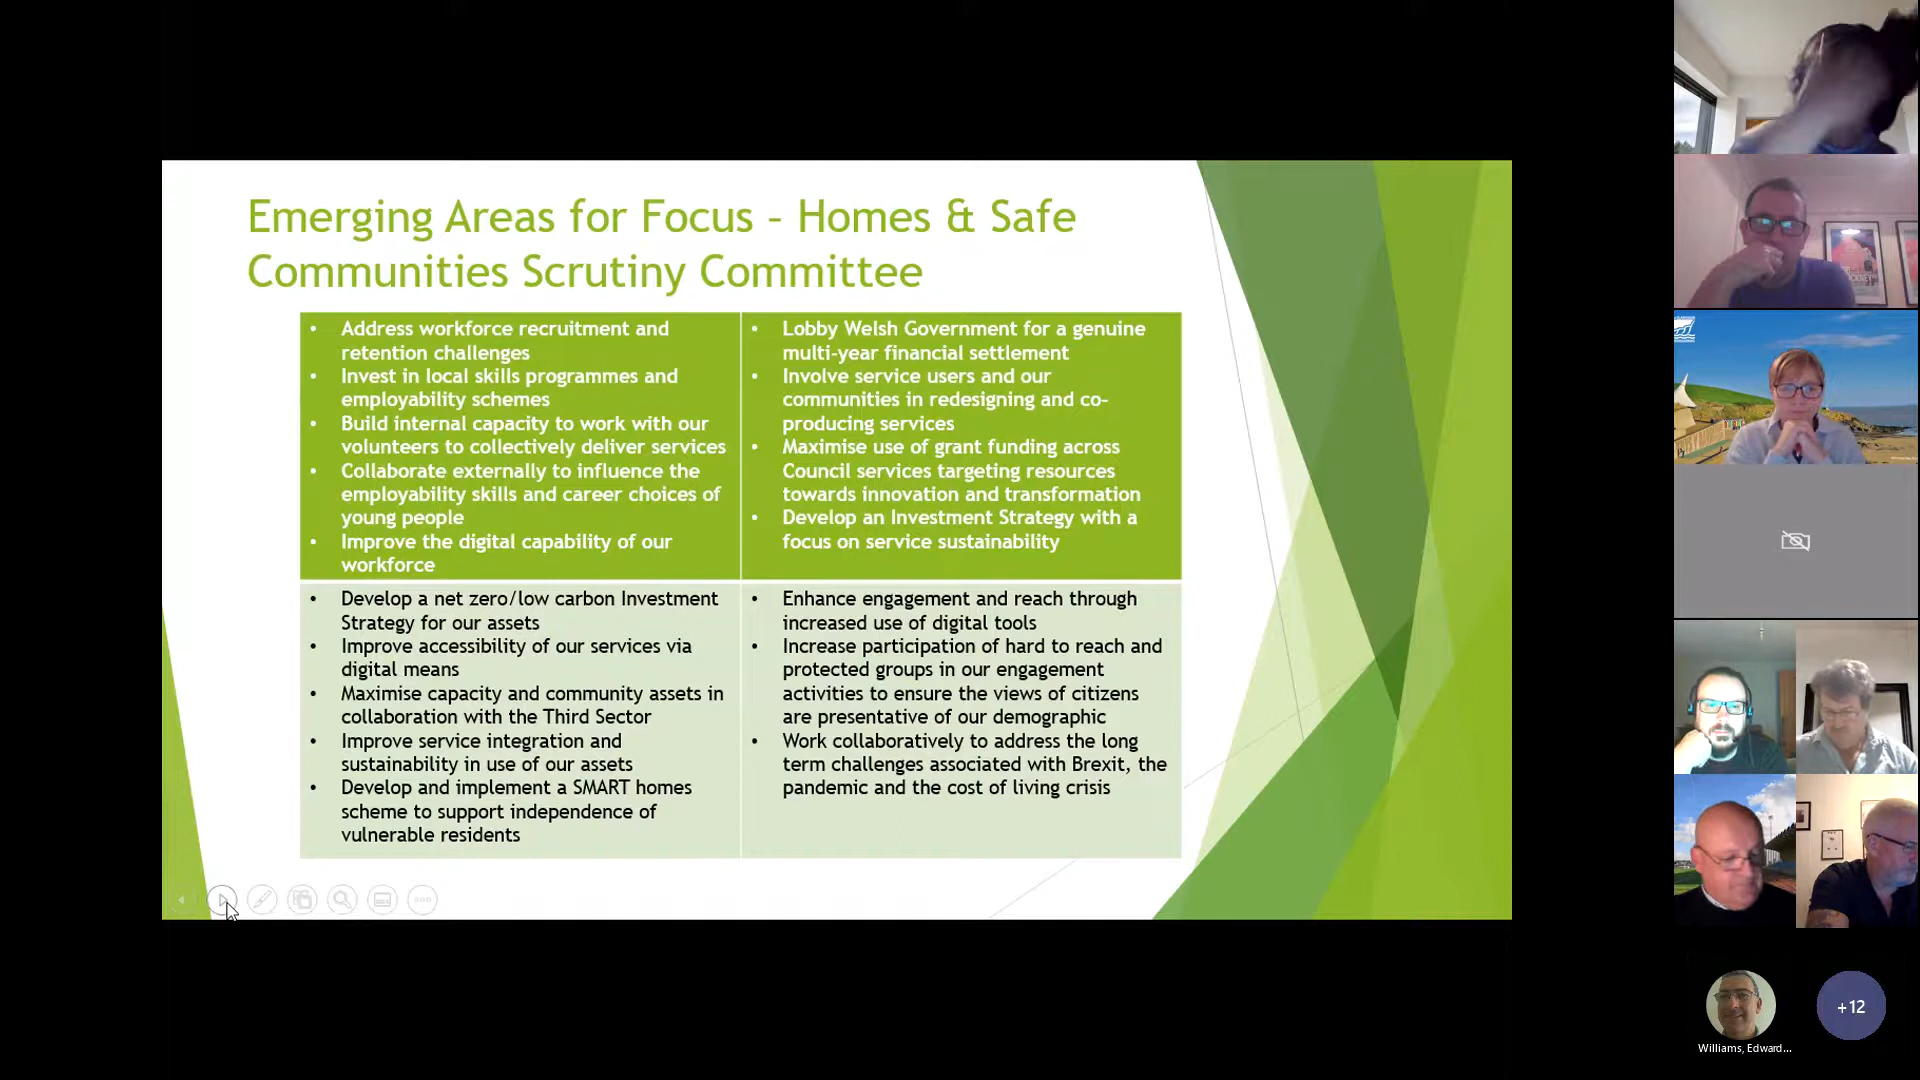 Emerging Areas for Focus – Homes & Safe
Communities Scrutiny Committee
• Address workforce recruitment and
retention challenges
• Invest in local skills programmes and
employability schemes
• Build internal capacity to work with our
volunteers to collectively deliver services
• Collaborate externally to influence the
employability skills and career choices of
young people
• Improve the digital capability of our
workforce
• Lobby Welsh Government for a genuine
multi-year financial settlement
• Involve service users and our
communities in redesigning and co-
producing services
• Maximise use of grant funding across
Council services targeting resources
towards innovation and transformation
• Develop an Investment Strategy with a
focus on service sustainability
• Develop a net zero/low carbon Investment
Strategy for our assets
• Improve accessibility of our services via
digital means
• Maximise capacity and community assets in
collaboration with the Third Sector
• Improve service integration and
sustainability in use of our assets
• Develop and implement a SMART homes
scheme to support independence of
vulnerable residents
• Enhance engagement and reach through
increased use of digital tools
• Increase participation of hard to reach and
protected groups in our engagement
activities to ensure the views of citizens
are presentative of our demographic
• Work collaboratively to address the long
term challenges associated with Brexit, the
pandemic and the cost of living crisis
Williams, Edward...
+12